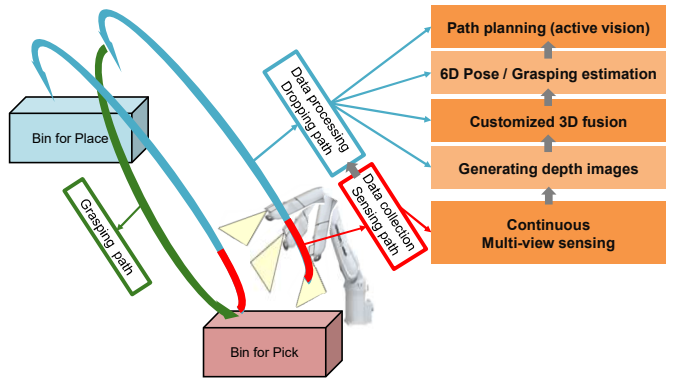 Path planning (active vision)
6D Pose / Grasping estimation
Customized 3D fusion
Generating depth images
Continuous
Multi-view sensing
Data processing
Dropping path
Data collection
Sensing path
Bin for Place
Grasping
path
Bin for Pick